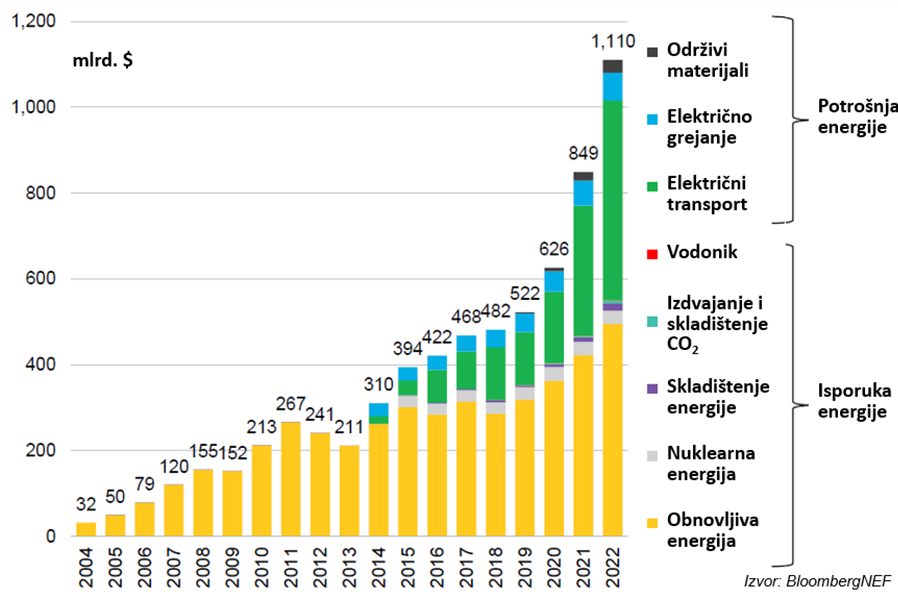 1,200
mlrd. $
1,000
800
600
400
200
0
32
50
79
120
155
152
213
267
241
211
310
394
422
468
482
522
626
849
1,110
2004
2005
2006
2007
2008
2009
2010
2011
2012
2013
2014
2015
2016
2017
2018
2019
2020
2021
2022
Održivi
materijali
Električno
grejanje
Električni
transport
Potrošnja
energije
Vodonik
Izdvajanje i
skladištenje
CO₂
Skladištenje
energije
Nuklearna
energija
Obnovljiva
energija
Isporuka
energije
Izvor: BloombergNEF